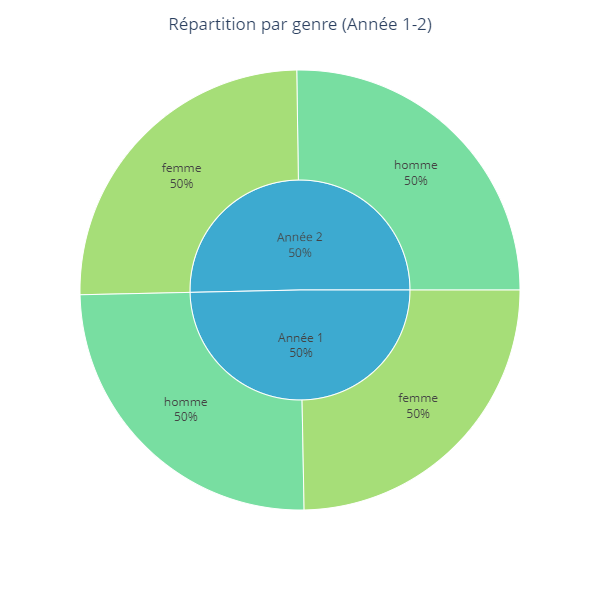 Répartition par genre (Année 1-2)
femme
50%
homme
50%
Année 2
50%
Année 1
50%
homme
50%
femme
50%